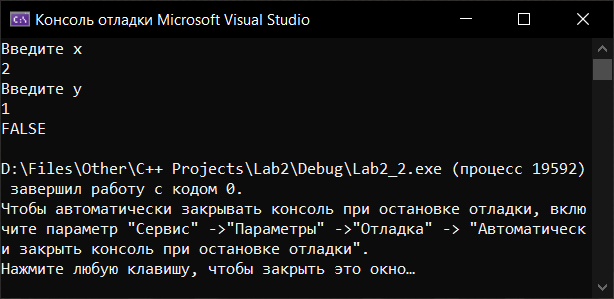 Консоль отладки Microsoft Visual Studio
Введите x
2
Введите y
1
FALSE
D:\Files\Other\C++ Projects\Lab2\Debug\Lab2_2.exe (процесс 19592)
завершил работу с кодом 0.
Чтобы автоматически закрывать консоль при остановке отладки, вклю
чите параметр "Сервис" ->"Параметры" ->"Отладка" -> "Автоматическ
и закрыть консоль при остановке отладки".
Нажмите любую клавишу, чтобы закрыть это окно…